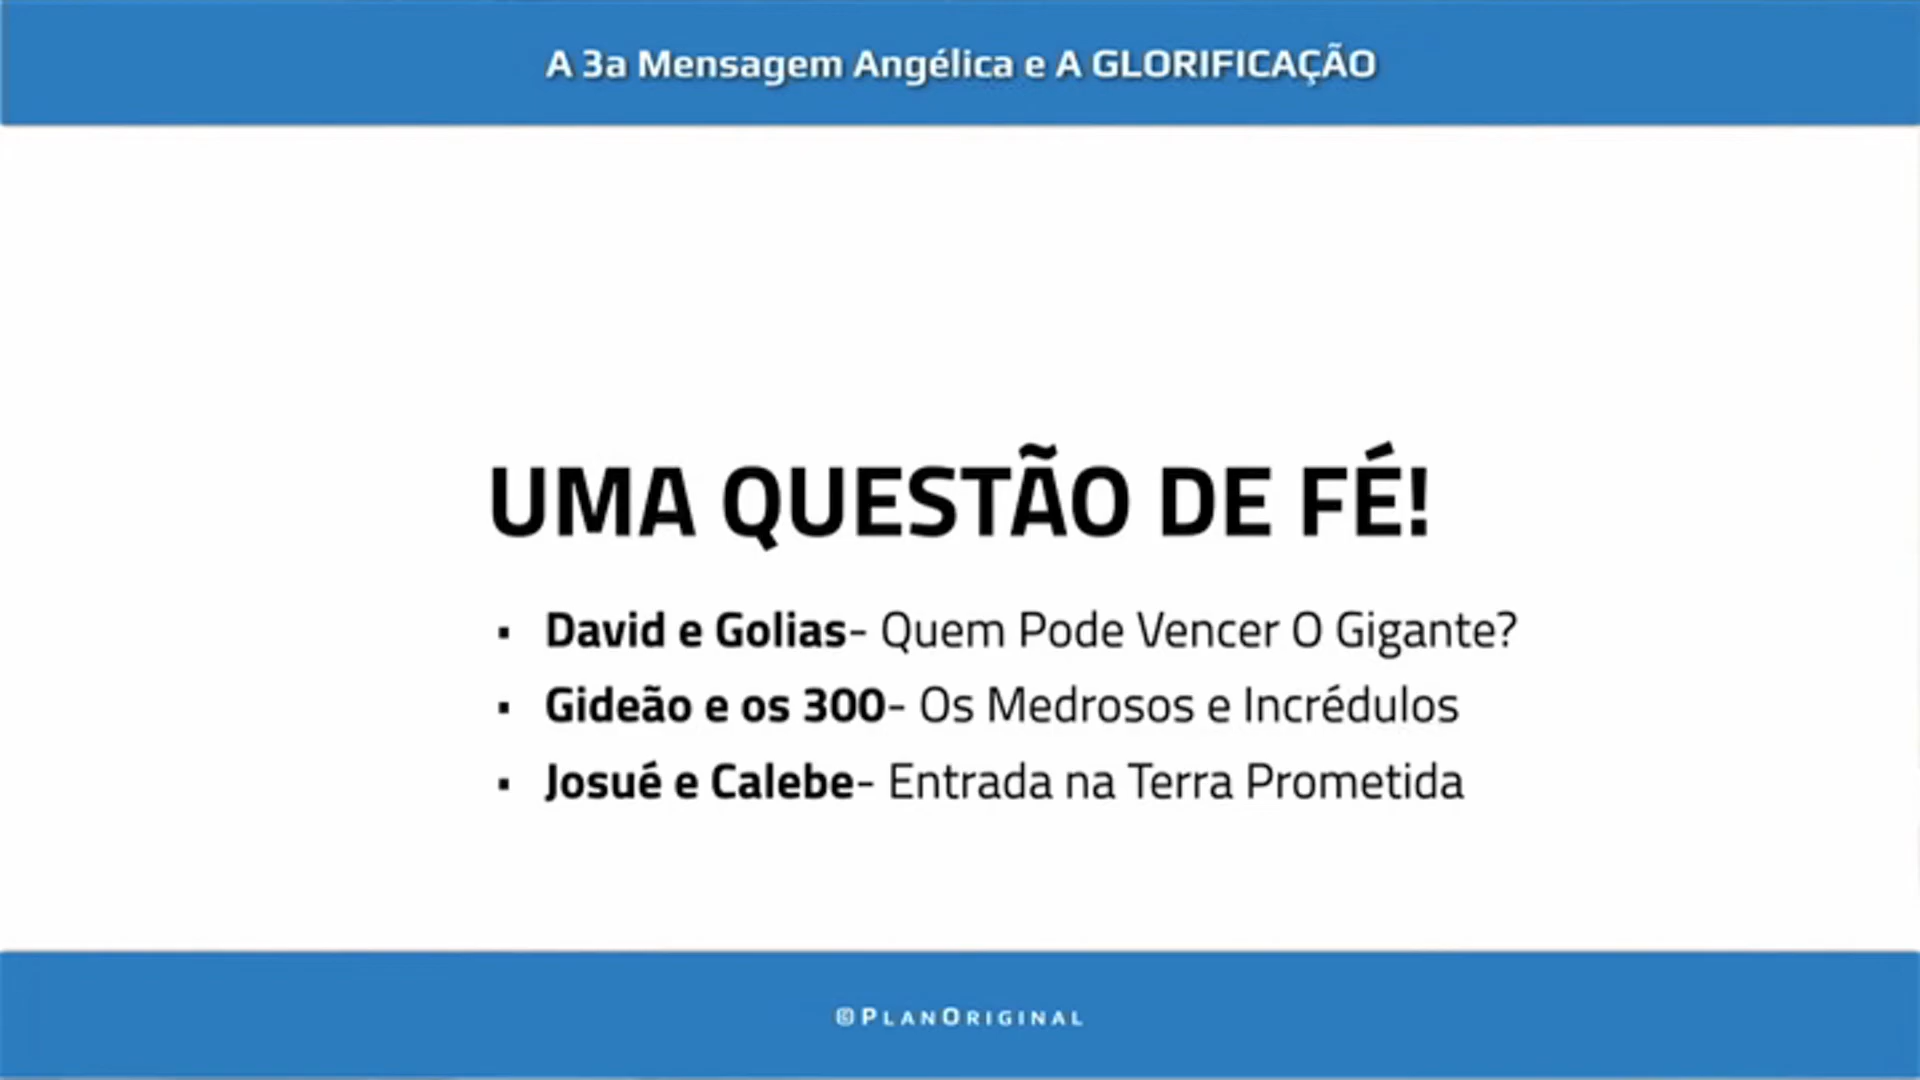 A 3a Mensagem Angélica e A GLORIFICAÇÃO
UMA QUESTÃO DE FÉ!
▪ David e Golias- Quem Pode Vencer O Gigante?
▪ Gideão e os 300- Os Medrosos e Incrédulos
▪ Josué e Calebe- Entrada na Terra Prometida
©PLANORIGINAL